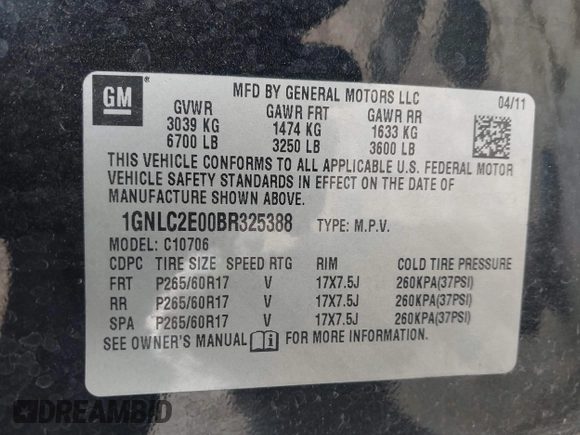 GM
MFD BY GENERAL MOTORS LLC
04/11
GVWR GAWR FRT GAWR RR
3039 KG 1474 KG 1633 KG
6700 LB 3250 LB 3600 LB
THIS VEHICLE CONFORMS TO ALL APPLICABLE U.S. FEDERAL MOTOR
VEHICLE SAFETY STANDARDS IN EFFECT ON THE DATE OF
MANUFACTURE SHOWN ABOVE.
1GNLC2E00BR325388 TYPE: M.P.V.
MODEL: C10706
CDPC TIRE SIZE SPEED RTG RIM COLD TIRE PRESSURE
FRT P265/60R17 V 17X7.5J 260KPA(37PSI)
RR P265/60R17 V 17X7.5J 260KPA(37PSI)
SPA P265/60R17 V 17X7.5J 260KPA(37PSI)
SEE OWNER'S MANUAL FOR MORE INFORMATION.
DREAMBID